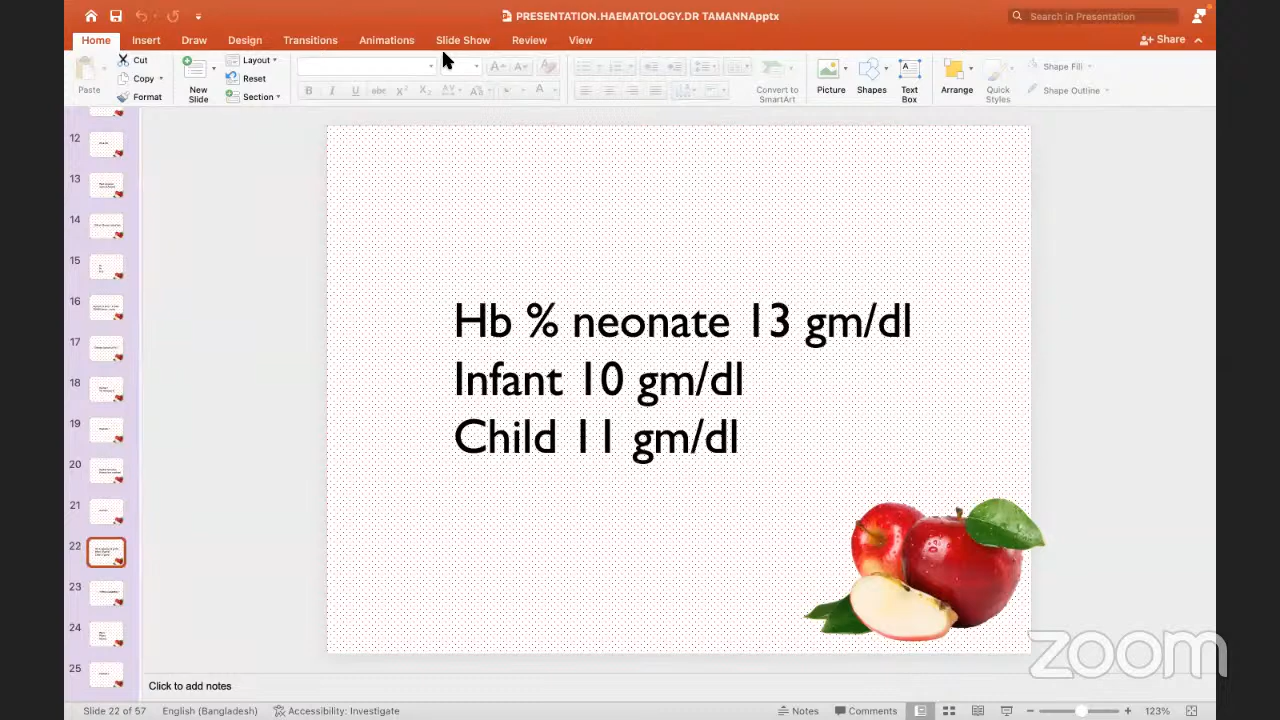 PRESENTATION.HAEMATOLOGY.DR TAMANNApptx
Search in Presentation
Home Insert Draw Design Transitions Animations Slide Show Review View
Share
Paste
Cut
Copy
Format
New Slide
Layout
Reset
Section
Convert to SmartArt
Picture
Shapes
Text Box
Arrange
Quick Styles
Shape Fill
Shape Outline
12
13
14
15
16
17
18
19
20
21
22
23
24
25
Hb % neonate 13 gm/dl
Infant 10 gm/dl
Child 11 gm/dl
zoom
Click to add notes
Slide 22 of 57 English (Bangladesh) Accessibility: Investigate Notes Comments 123%